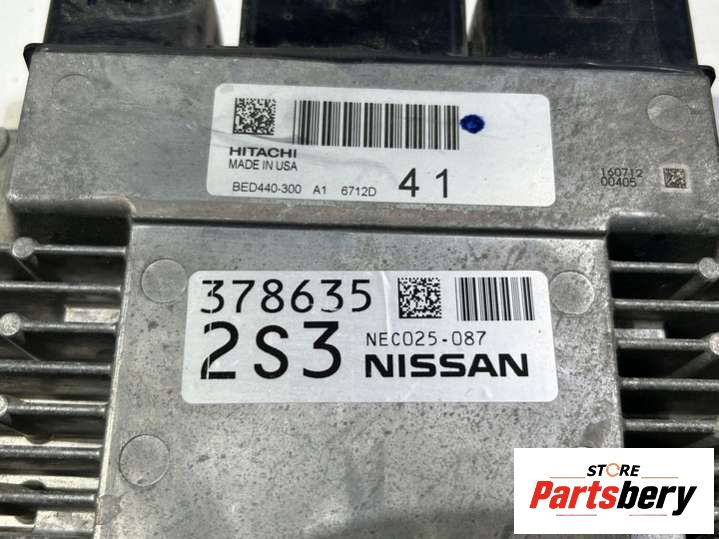 HITACHI
MADE IN USA
BED440-300 A1 6712D 41
160712
00405
378635
2S3 NEC025-087
NISSAN
STORE
Partsbery